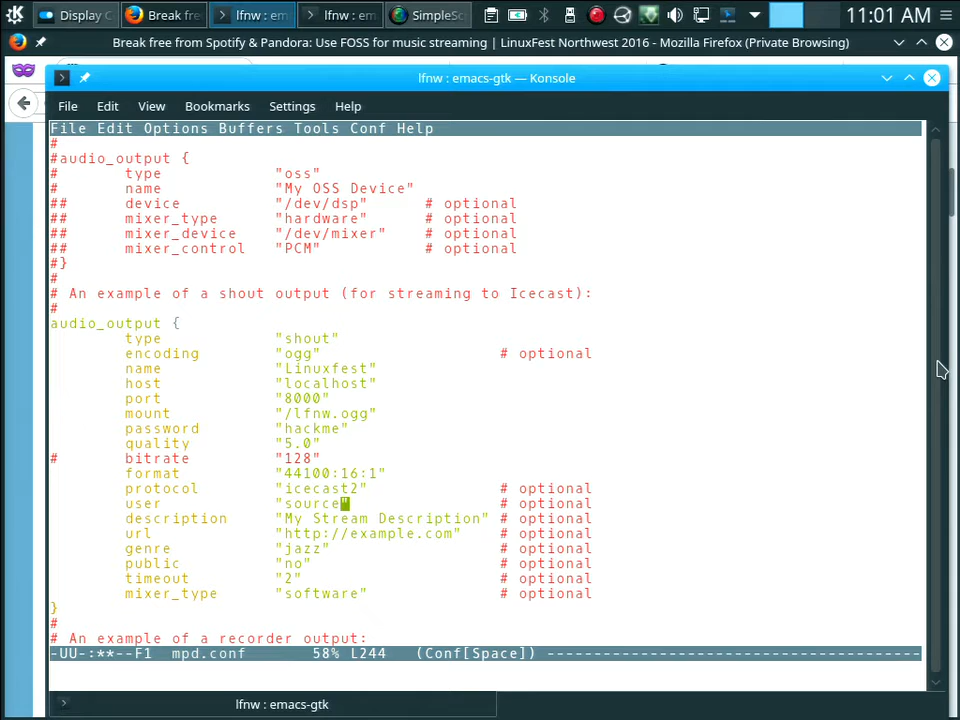 Display C
Break fre
lfnw : em
lfnw : em
SimpleSc
11:01 AM
Break free from Spotify & Pandora: Use FOSS for music streaming | LinuxFest Northwest 2016 - Mozilla Firefox (Private Browsing)
lfnw : emacs-gtk — Konsole
File Edit View Bookmarks Settings Help
File Edit Options Buffers Tools Conf Help
#
#audio_output {
# type "oss"
# name "My OSS Device"
## device "/dev/dsp" # optional
## mixer_type "hardware" # optional
## mixer_device "/dev/mixer" # optional
## mixer_control "PCM" # optional
#}
#
# An example of a shout output (for streaming to Icecast):
#
audio_output {
type "shout"
encoding "ogg" # optional
name "Linuxfest"
host "localhost"
port "8000"
mount "/lfnw.ogg"
password "hackme"
quality "5.0"
# bitrate "128"
format "44100:16:1"
protocol "icecast2" # optional
user "source" # optional
description "My Stream Description" # optional
url "http://example.com" # optional
genre "jazz" # optional
public "no" # optional
timeout "2" # optional
mixer_type "software" # optional
}
#
# An example of a recorder output:
-UU-:**--F1 mpd.conf 58% L244 (Conf[Space]) ----------------------------------------
lfnw : emacs-gtk